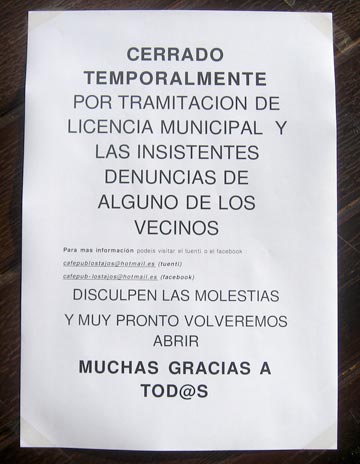 CERRADO
TEMPORALMENTE
POR TRAMITACION DE
LICENCIA MUNICIPAL Y
LAS INSISTENTES
DENUNCIAS DE
ALGUNO DE LOS
VECINOS
Para mas información podeis visitar el tuenti o el facebook :
cafepublostajos@hotmail.es (tuenti)
cafepub-lostajos@hotmail.es (facebook)
DISCULPEN LAS MOLESTIAS
Y MUY PRONTO VOLVEREMOS
ABRIR
MUCHAS GRACIAS A
TOD@S